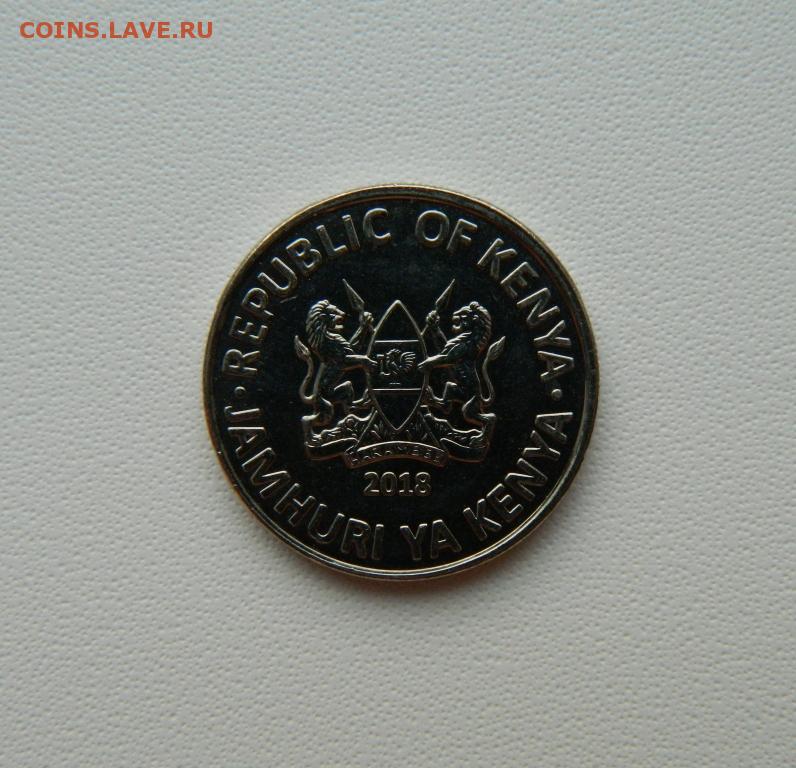 COINS.LAVE.RU
REPUBLIC OF KENYA
HARAMBEE
2018
• JAMHURI YA KENYA •